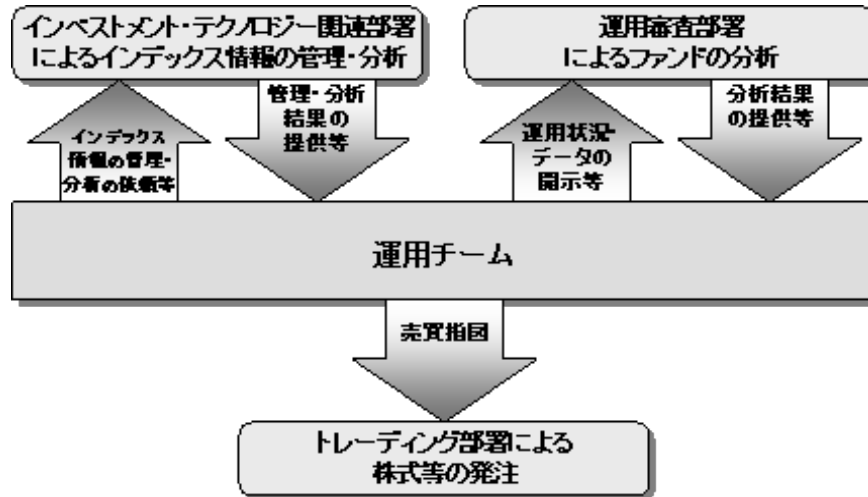 インベストメント・テクノロジー関連部署
によるインデックス情報の管理・分析
運用審査部署
によるファンドの分析
インデックス
情報の管理・
分析の依頼等
管理・分析
結果の
提供等
運用状況・
データの
開示等
分析結果
の提供等
運用チーム
売買指図
トレーディング部署による
株式等の発注